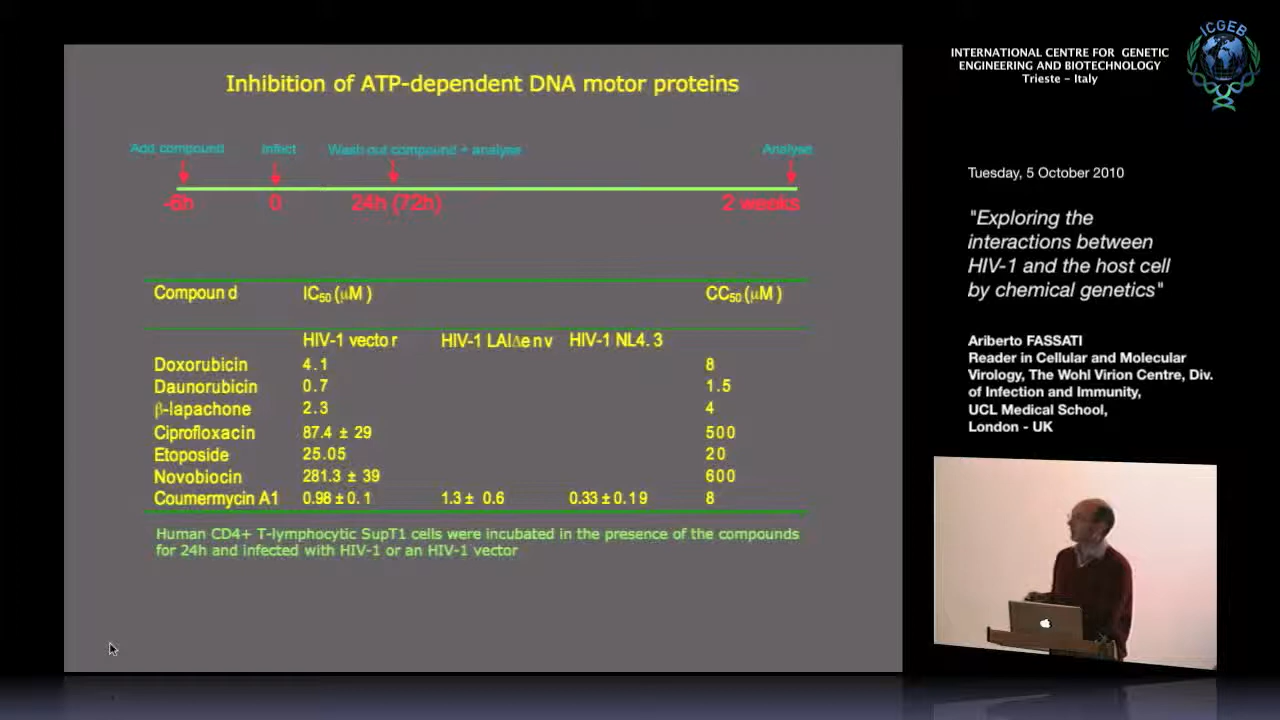 Inhibition of ATP-dependent DNA motor proteins
Add compound Infect Wash out compound + analyse Analyse
-6h 0 24h (72h) 2 weeks
Compound IC50 (μM) CC50 (μM)
HIV-1 vector HIV-1 LAIΔenv HIV-1 NL4.3
Doxorubicin 4.1 8
Daunorubicin 0.7 1.5
β-lapachone 2.3 4
Ciprofloxacin 87.4 ± 29 500
Etoposide 25.05 20
Novobiocin 281.3 ± 39 600
Coumermycin A1 0.98 ± 0.1 1.3 ± 0.6 0.33 ± 0.19 8
Human CD4+ T-lymphocytic SupT1 cells were incubated in the presence of the compounds
for 24h and infected with HIV-1 or an HIV-1 vector
INTERNATIONAL CENTRE FOR GENETIC
ENGINEERING AND BIOTECHNOLOGY
Trieste - Italy
ICGEB
Tuesday, 5 October 2010
"Exploring the
interactions between
HIV-1 and the host cell
by chemical genetics"
Ariberto FASSATI
Reader in Cellular and Molecular
Virology, The Wohl Virion Centre, Div.
of Infection and Immunity,
UCL Medical School,
London - UK